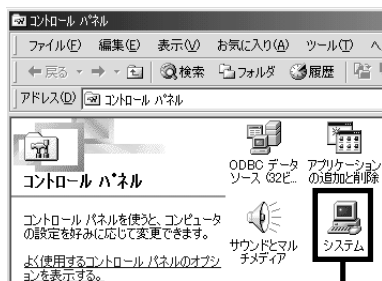 コントロール パネル
ファイル(F) 編集(E) 表示(V) お気に入り(A) ツール(T) ヘ
戻る 検索 フォルダ 履歴
アドレス(D) コントロール パネル
コントロール パネル
コントロール パネルを使うと、コンピュータ
の設定を好みに応じて変更できます。
よく使用するコントロール パネルのオプシ
ョンを表示する。
ODBC データ
ソース (32ビ...
アプリケーション
の追加と削除
サウンドとマル
チメディア
システム